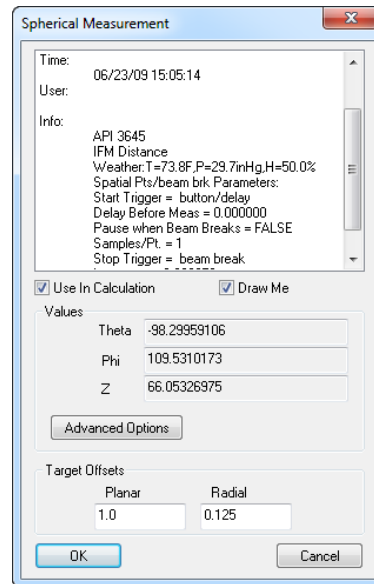 Spherical Measurement
Time:
06/23/09 15:05:14
User:
Info:
API 3645
IFM Distance
Weather:T=73.8F,P=29.7inHg,H=50.0%
Spatial Pts/beam brk Parameters:
Start Trigger = button/delay
Delay Before Meas = 0.000000
Pause when Beam Breaks = FALSE
Samples/Pt. = 1
Stop Trigger = beam break
Use In Calculation
Draw Me
Values
Theta -98.29959106
Phi 109.5310173
Z 66.05326975
Advanced Options
Target Offsets
Planar Radial
1.0 0.125
OK Cancel